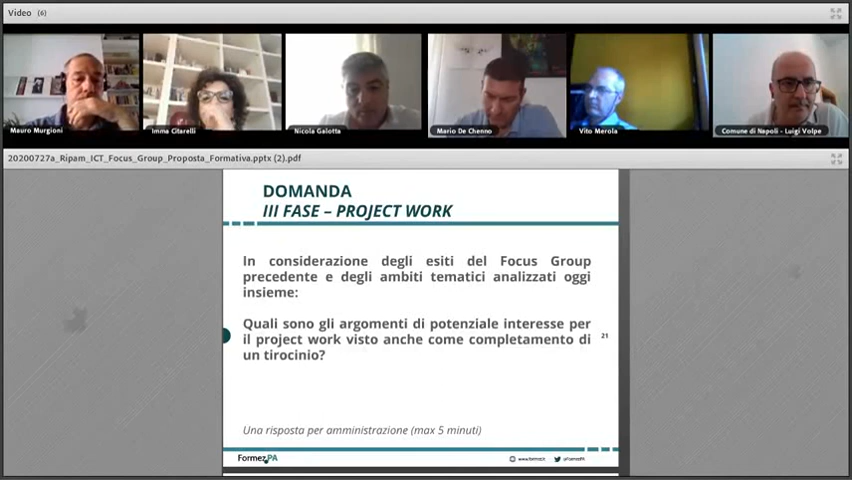 Video (6)
Mauro Murgioni
Imma Citarelli
Nicola Galotta
Mario De Chenno
Vito Merola
Comune di Napoli - Luigi Volpe
20200727a_Ripam_ICT_Focus_Group_Proposta_Formativa.pptx (2).pdf
DOMANDA
III FASE – PROJECT WORK
In considerazione degli esiti del Focus Group
precedente e degli ambiti tematici analizzati oggi
insieme:
Quali sono gli argomenti di potenziale interesse per
il project work visto anche come completamento di
un tirocinio?
21
Una risposta per amministrazione (max 5 minuti)
FormezPA
www.formez.it
@FormezPA